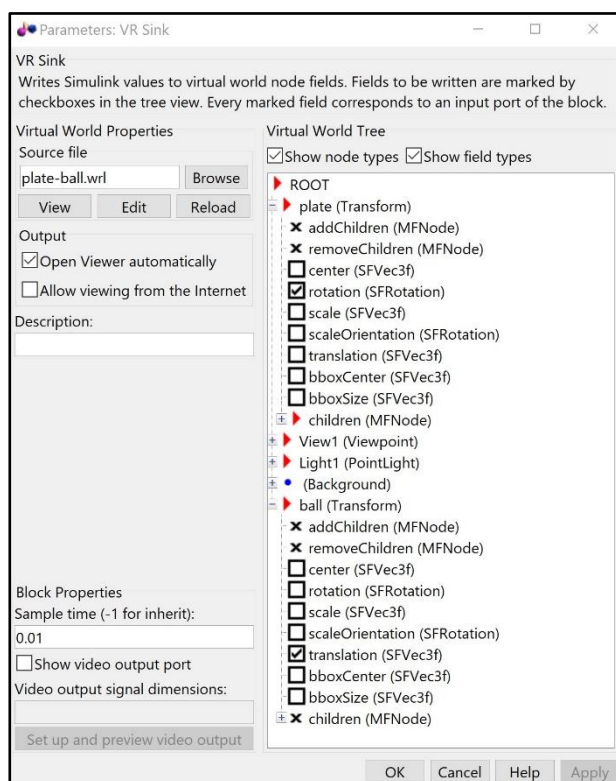 Parameters: VR Sink
VR Sink
Writes Simulink values to virtual world node fields. Fields to be written are marked by
checkboxes in the tree view. Every marked field corresponds to an input port of the block.
Virtual World Properties
Source file
plate-ball.wrl
Browse
View
Edit
Reload
Output
Open Viewer automatically
Allow viewing from the Internet
Description:
Block Properties
Sample time (-1 for inherit):
0.01
Show video output port
Video output signal dimensions:
Set up and preview video output
Virtual World Tree
Show node types
Show field types
ROOT
plate (Transform)
addChildren (MFNode)
removeChildren (MFNode)
center (SFVec3f)
rotation (SFRotation)
scale (SFVec3f)
scaleOrientation (SFRotation)
translation (SFVec3f)
bboxCenter (SFVec3f)
bboxSize (SFVec3f)
children (MFNode)
View1 (Viewpoint)
Light1 (PointLight)
(Background)
ball (Transform)
addChildren (MFNode)
removeChildren (MFNode)
center (SFVec3f)
rotation (SFRotation)
scale (SFVec3f)
scaleOrientation (SFRotation)
translation (SFVec3f)
bboxCenter (SFVec3f)
bboxSize (SFVec3f)
children (MFNode)
OK
Cancel
Help
Apply